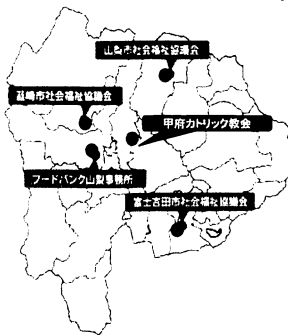 山梨市社会福祉協議会
韮崎市社会福祉協議会
甲府カトリック教会
フードバンク山梨事務所
富士吉田市社会福祉協議会